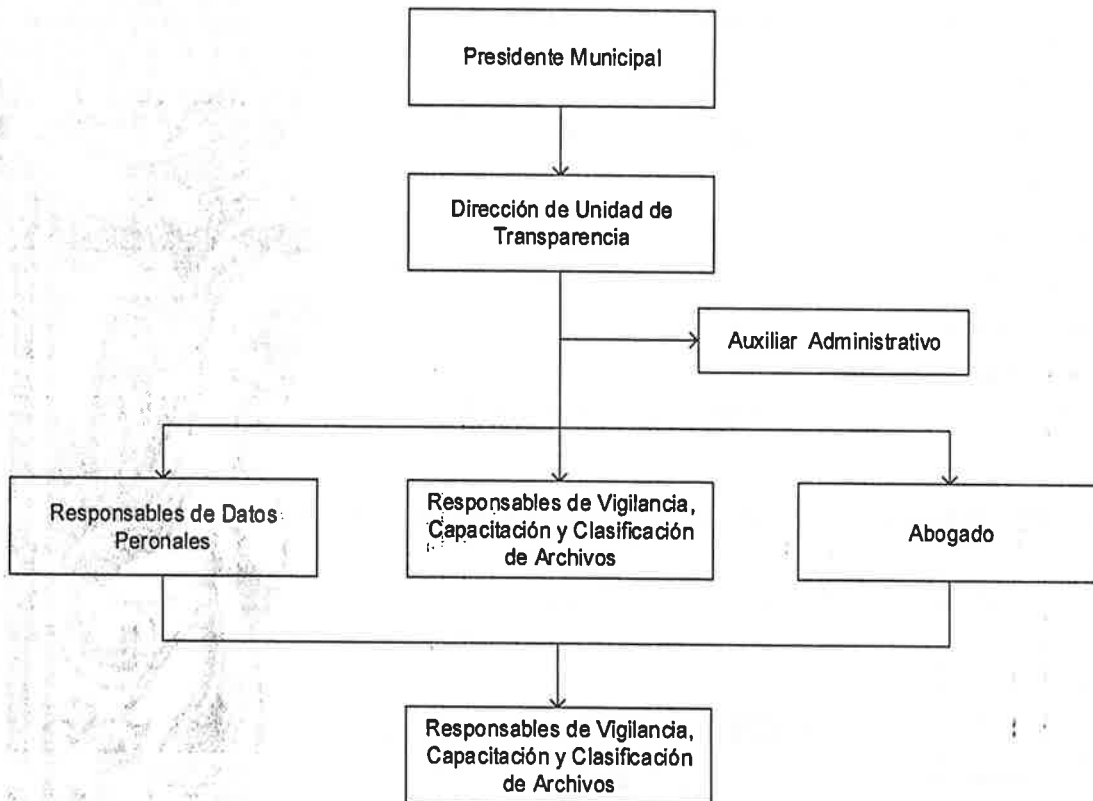 Presidente Municipal
Dirección de Unidad de
Transparencia
Auxiliar Administrativo
Responsables de Datos
Peronales
Responsables de Vigilancia,
Capacitación y Clasificación
de Archivos
Abogado
Responsables de Vigilancia,
Capacitación y Clasificación
de Archivos